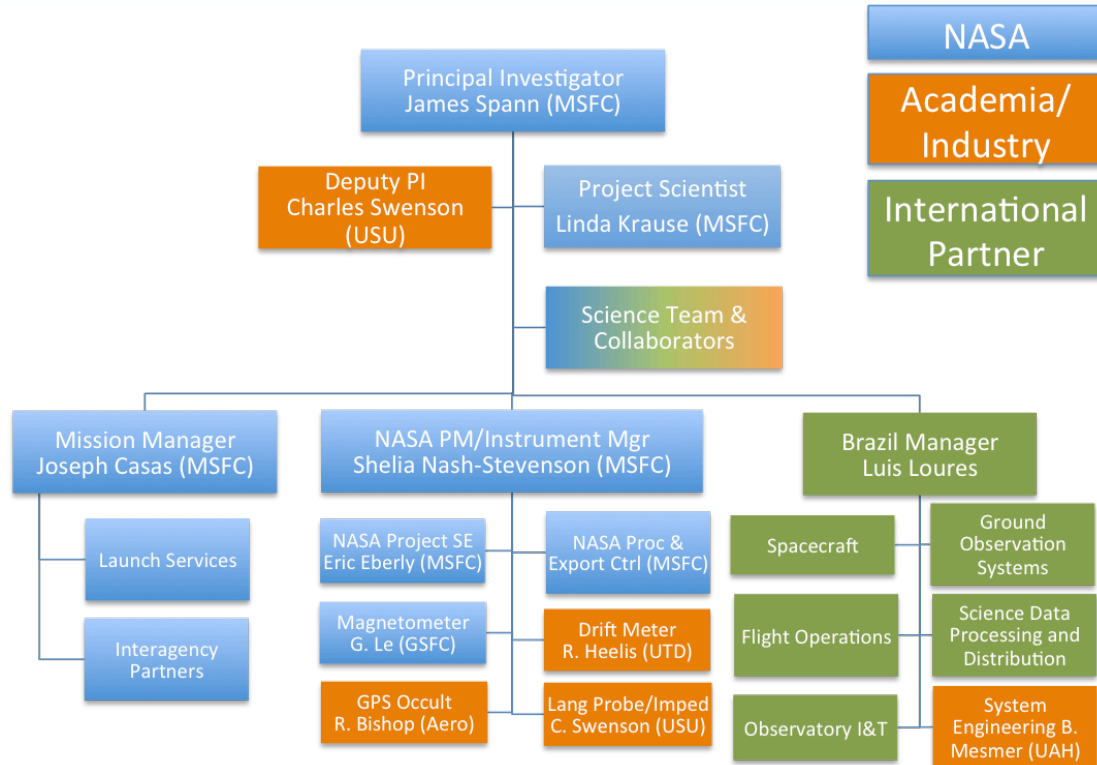 NASA
Academia/
Industry
International
Partner
Principal Investigator
James Spann (MSFC)
Deputy PI
Charles Swenson
(USU)
Project Scientist
Linda Krause (MSFC)
Science Team &
Collaborators
Mission Manager
Joseph Casas (MSFC)
Launch Services
Interagency
Partners
NASA PM/Instrument Mgr
Shelia Nash-Stevenson (MSFC)
NASA Project SE
Eric Eberly (MSFC)
NASA Proc &
Export Ctrl (MSFC)
Magnetometer
G. Le (GSFC)
Drift Meter
R. Heelis (UTD)
GPS Occult
R. Bishop (Aero)
Lang Probe/Imped
C. Swenson (USU)
Brazil Manager
Luis Loures
Spacecraft
Ground
Observation
Systems
Flight Operations
Science Data
Processing and
Distribution
Observatory I&T
System
Engineering B.
Mesmer (UAH)